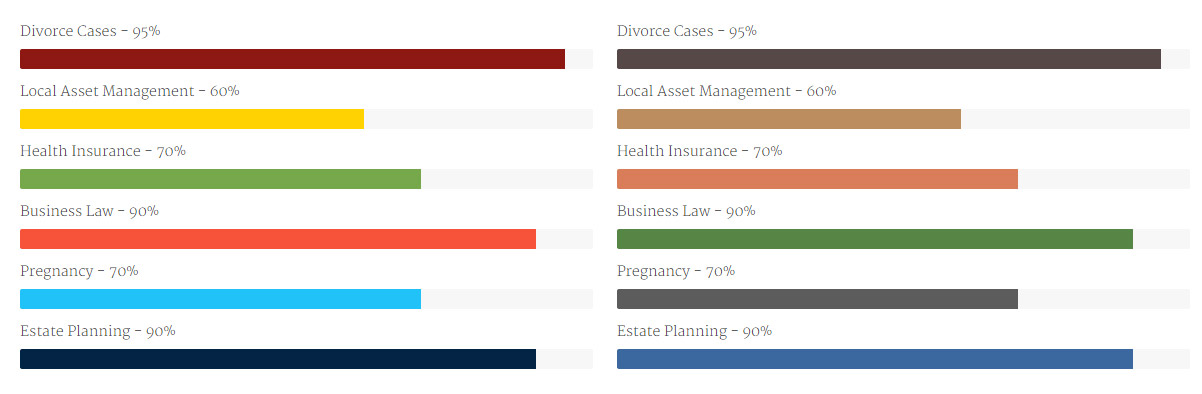 Divorce Cases - 95%
Local Asset Management - 60%
Health Insurance - 70%
Business Law - 90%
Pregnancy - 70%
Estate Planning - 90%
Divorce Cases - 95%
Local Asset Management - 60%
Health Insurance - 70%
Business Law - 90%
Pregnancy - 70%
Estate Planning - 90%